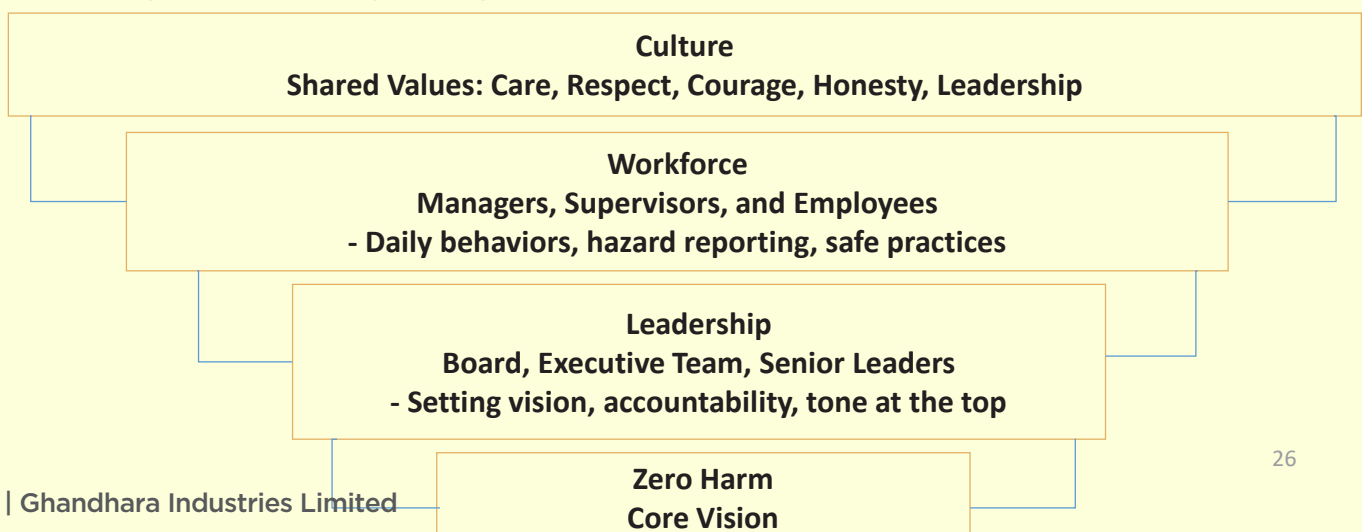 Culture
Shared Values: Care, Respect, Courage, Honesty, Leadership
Workforce
Managers, Supervisors, and Employees
- Daily behaviors, hazard reporting, safe practices
Leadership
Board, Executive Team, Senior Leaders
- Setting vision, accountability, tone at the top
26
Zero Harm
| Ghandhara Industries Limited
Core Vision